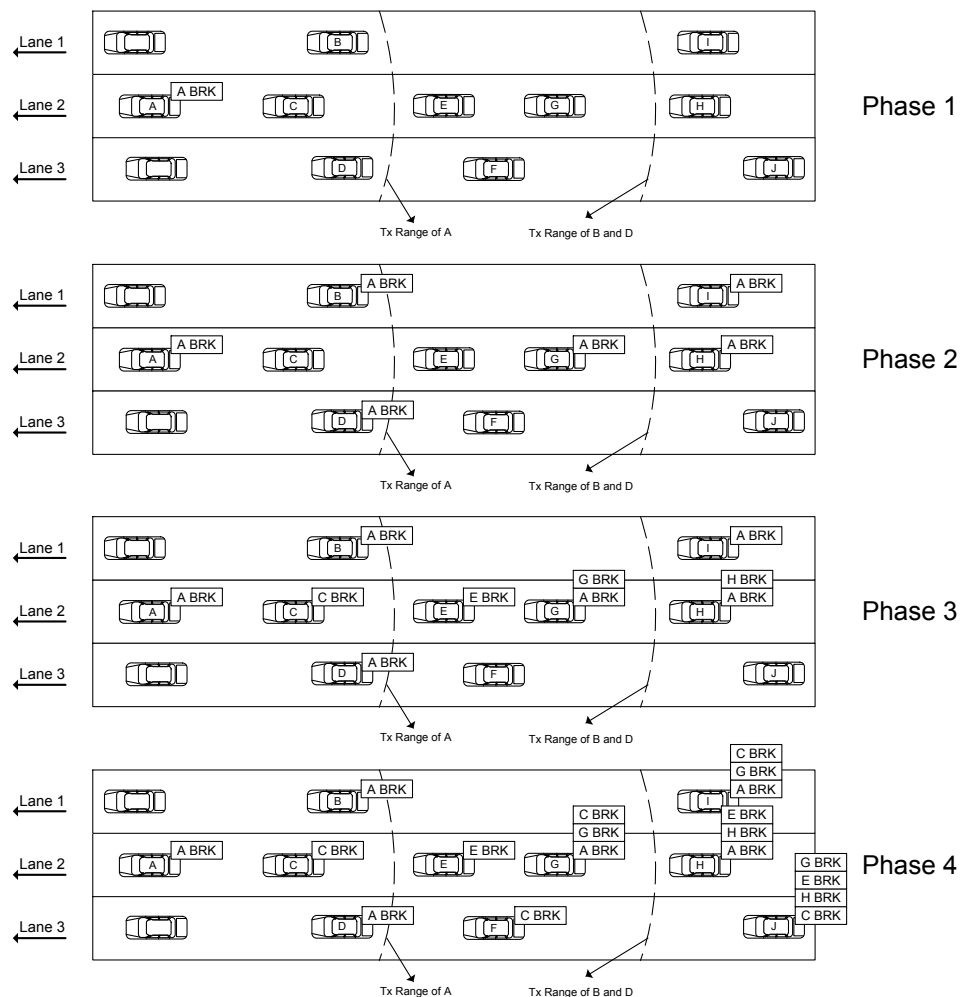 Lane 1
B
I
A BRK
Lane 2
A
C
E
G
H
Phase 1
Lane 3
D
F
J
Tx Range of A
Tx Range of B and D
Lane 1
B
A BRK
I
A BRK
Lane 2
A
A BRK
C
E
G
A BRK
H
A BRK
Phase 2
Lane 3
D
A BRK
F
J
Tx Range of A
Tx Range of B and D
Lane 1
B
A BRK
I
A BRK
G BRK
H BRK
Lane 2
A
A BRK
C
C BRK
E
E BRK
G
A BRK
H
A BRK
Phase 3
Lane 3
D
A BRK
F
J
Tx Range of A
Tx Range of B and D
C BRK
G BRK
Lane 1
B
A BRK
I
A BRK
C BRK
E BRK
G BRK
H BRK
Lane 2
A
A BRK
C
C BRK
E
E BRK
G
A BRK
H
A BRK
Phase 4
G BRK
E BRK
H BRK
Lane 3
D
A BRK
F
C BRK
J
C BRK
Tx Range of A
Tx Range of B and D